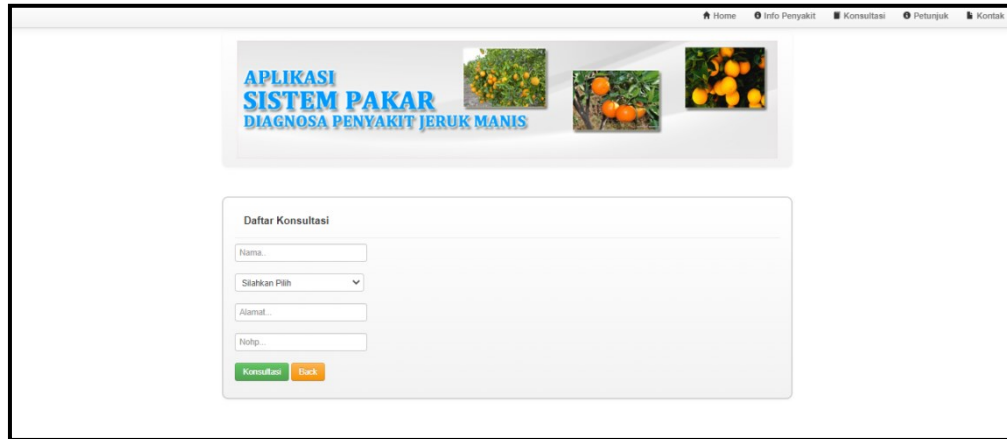 Home Info Penyakit Konsultasi Petunjuk Kontak
APLIKASI
SISTEM PAKAR
DIAGNOSA PENYAKIT JERUK MANIS
Daftar Konsultasi
Nama..
Silahkan Pilih
Alamat...
Nohp...
Konsultasi Back